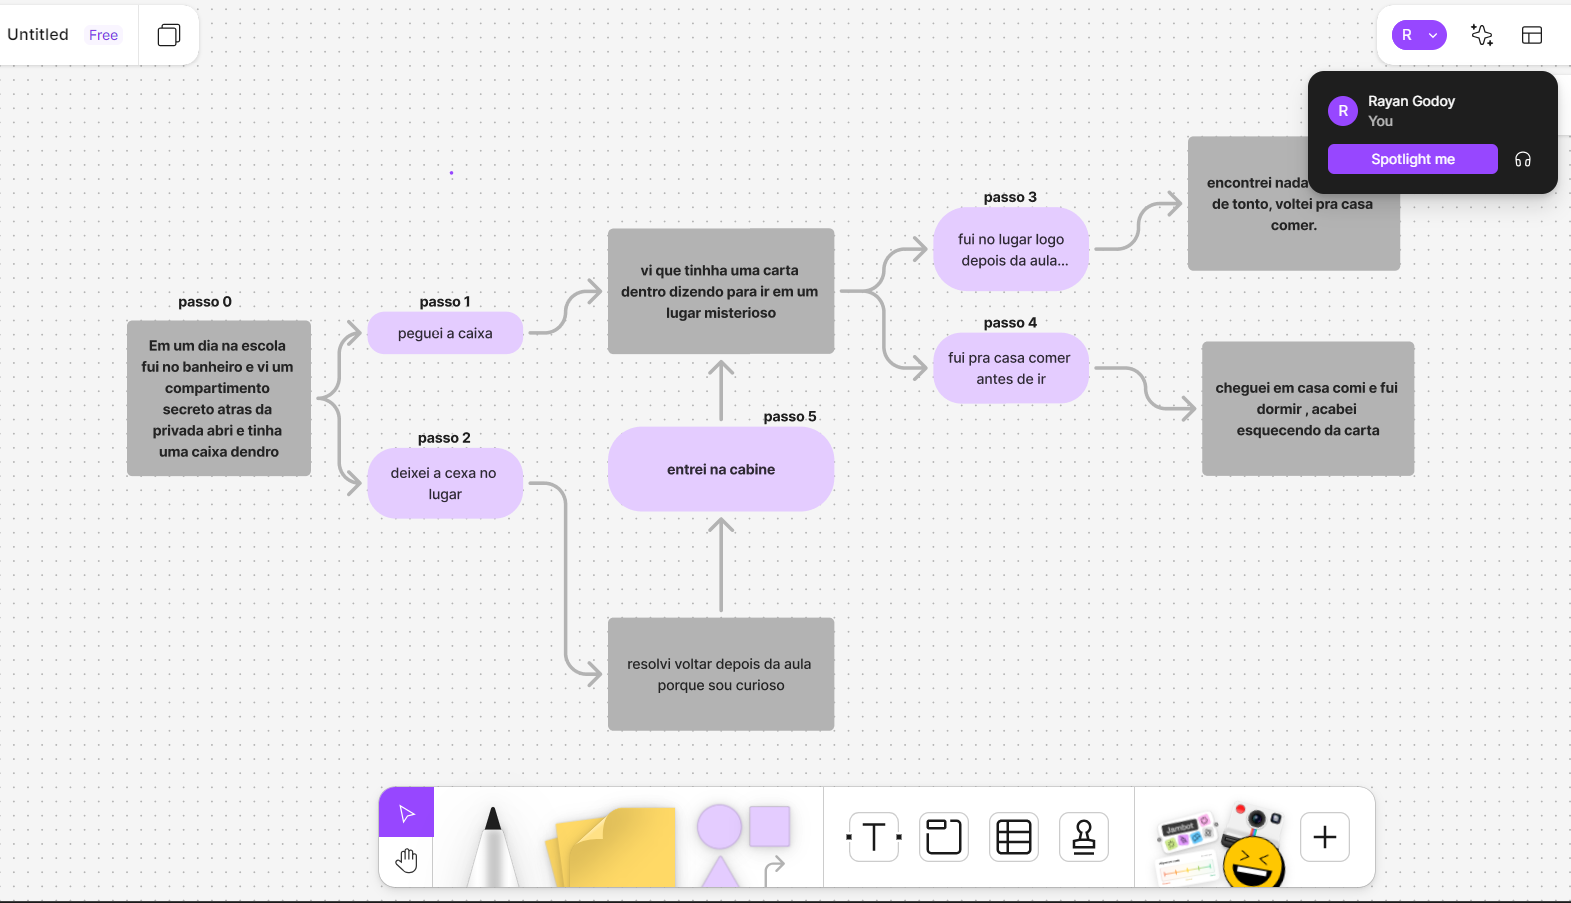 Untitled
Free
R
Rayan Godoy
R
You
Spotlight me
encontrei nada
de tonto, voltei pra casa
comer.
passo 3
fui no lugar logo
depois da aula...
vi que tinhha uma carta
dentro dizendo para ir em um
lugar misterioso
passo 0
passo 1
peguei a caixa
Em um dia na escola
fui no banheiro e vi um
compartimento
secreto atras da
privada abri e tinha
uma caixa dendro
passo 4
fui pra casa comer
antes de ir
cheguei em casa comi e fui
dormir , acabei
esquecendo da carta
passo 5
entrei na cabine
passo 2
deixei a cexa no
lugar
resolvi voltar depois da aula
porque sou curioso
T
Jambot